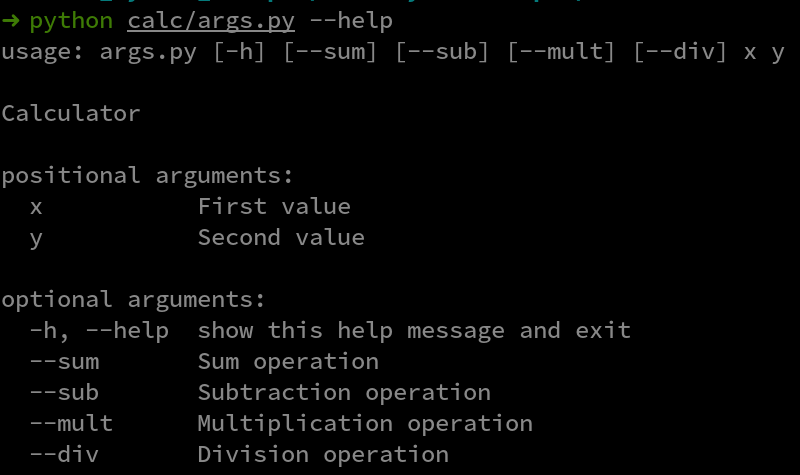 ➜ python calc/args.py --help
usage: args.py [-h] [--sum] [--sub] [--mult] [--div] x y
Calculator
positional arguments:
x First value
y Second value
optional arguments:
-h, --help show this help message and exit
--sum Sum operation
--sub Subtraction operation
--mult Multiplication operation
--div Division operation